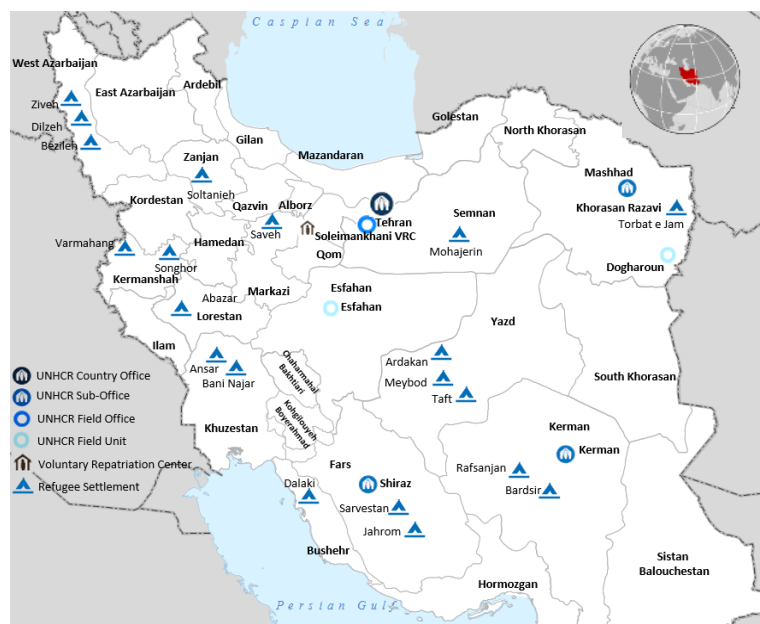 Caspian Sea
West Azarbaijan
East Azarbaijan
Ardebil
Ziveh
Dilzeh
Bezileh
Gilan
Golestan
North Khorasan
Zanjan
Soltanieh
Mazandaran
Mashhad
Kordestan
Qazvin
Alborz
Tehran
Semnan
Khorasan Razavi
Torbat e Jam
Varmahang
Hamedan
Saveh
Soleimankhani VRC
Mohajerin
Songhor
Qom
Dogharoun
Kermanshah
Markazi
Esfahan
Abazar
Lorestan
Esfahan
Yazd
Ilam
Ansar
Bani Najar
Chaharmahal
Bakhtiari
Ardakan
Meybod
Taft
South Khorasan
UNHCR Country Office
UNHCR Sub-Office
UNHCR Field Office
UNHCR Field Unit
Voluntary Repatriation Center
Refugee Settlement
Khuzestan
Kohgilouyeh
Boyerahmad
Kerman
Kerman
Fars
Shiraz
Rafsanjan
Bardsir
Dalaki
Sarvestan
Jahrom
Bushehr
Sistan
Balouchestan
Hormozgan
Persian Gulf